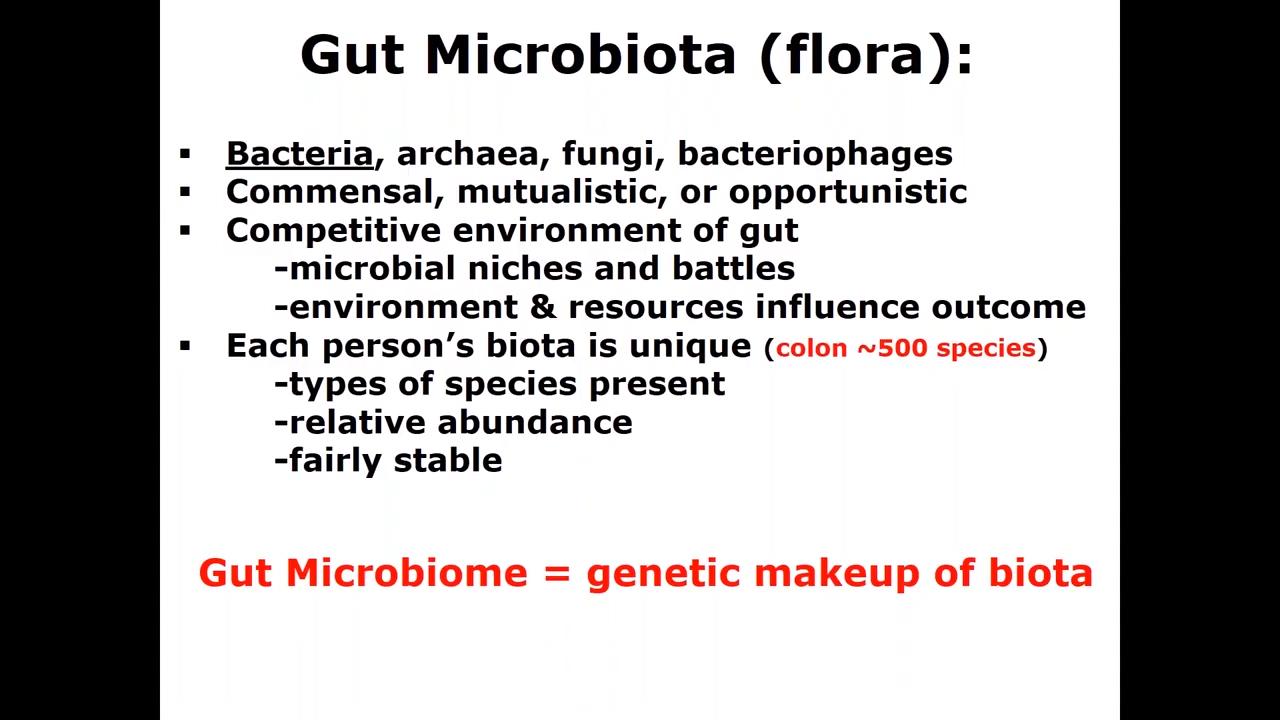 Gut Microbiota (flora):
▪ Bacteria, archaea, fungi, bacteriophages
▪ Commensal, mutualistic, or opportunistic
▪ Competitive environment of gut
-microbial niches and battles
-environment & resources influence outcome
▪ Each person’s biota is unique (colon ~500 species)
-types of species present
-relative abundance
-fairly stable
Gut Microbiome = genetic makeup of biota